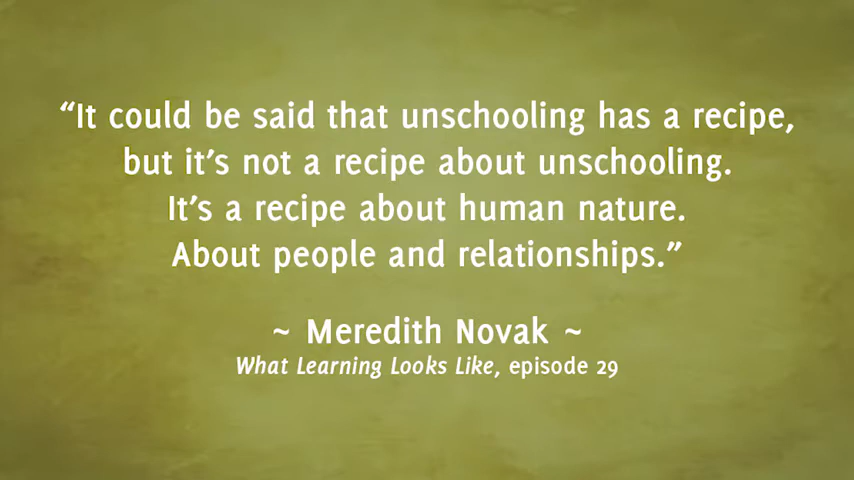 “It could be said that unschooling has a recipe,
but it’s not a recipe about unschooling.
It’s a recipe about human nature.
About people and relationships.”
~ Meredith Novak ~
What Learning Looks Like, episode 29